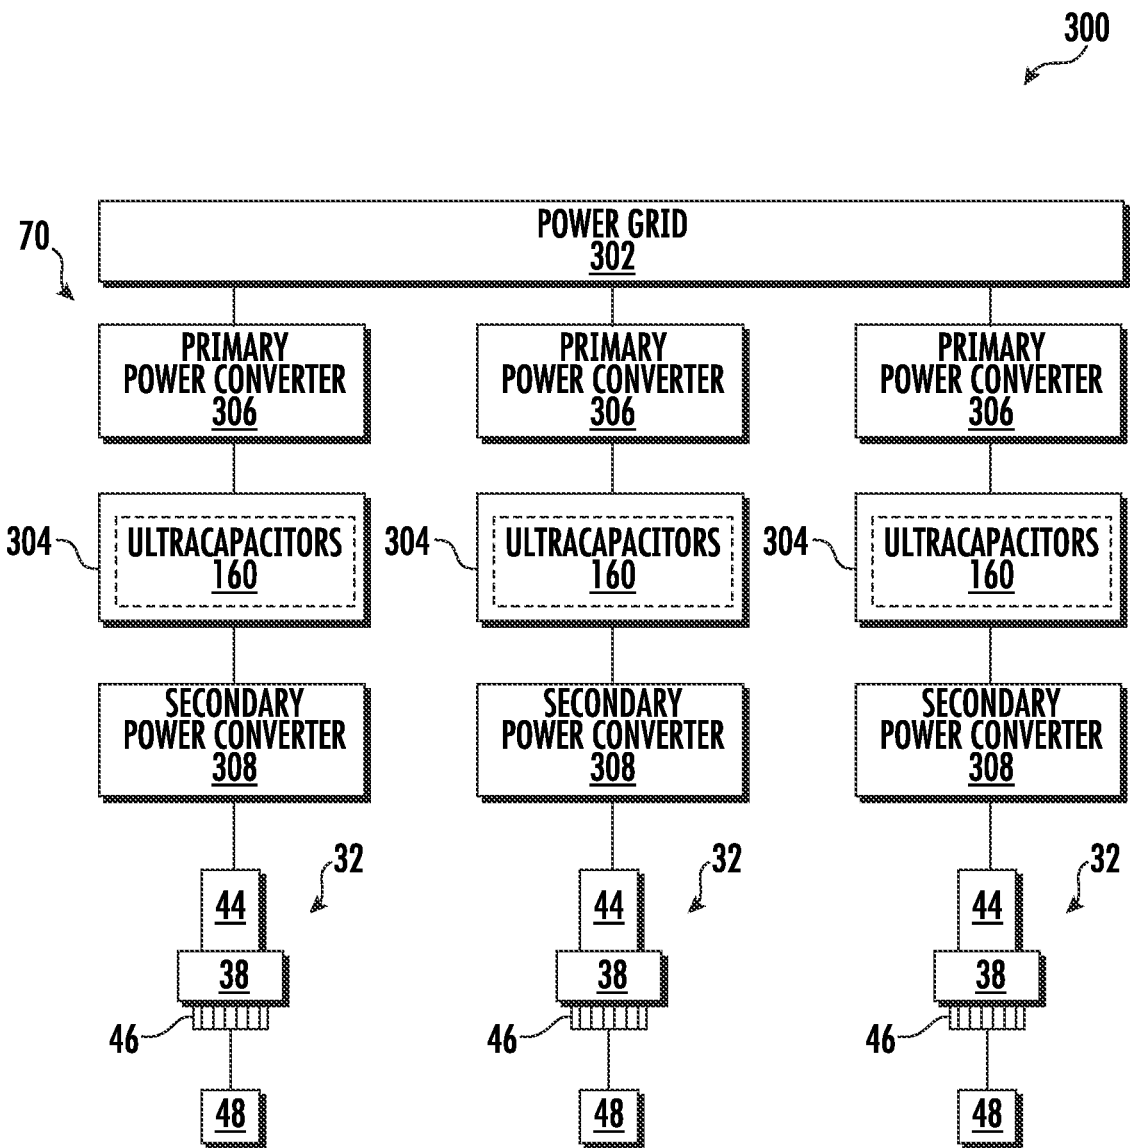 300
70
POWER GRID
302
PRIMARY
POWER CONVERTER
306
PRIMARY
POWER CONVERTER
306
PRIMARY
POWER CONVERTER
306
304
ULTRACAPACITORS
160
304
ULTRACAPACITORS
160
304
ULTRACAPACITORS
160
SECONDARY
POWER CONVERTER
308
SECONDARY
POWER CONVERTER
308
SECONDARY
POWER CONVERTER
308
32
32
32
44
44
44
38
38
38
46
46
46
48
48
48